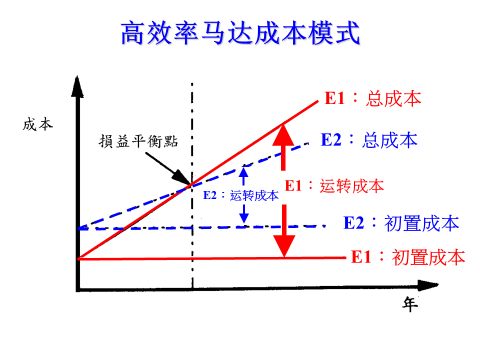 高效率马达成本模式
E1：总成本
成本
損益平衡點
E2：总成本
E1：运转成本
E2：运转成本
E2：初置成本
E1：初置成本
年